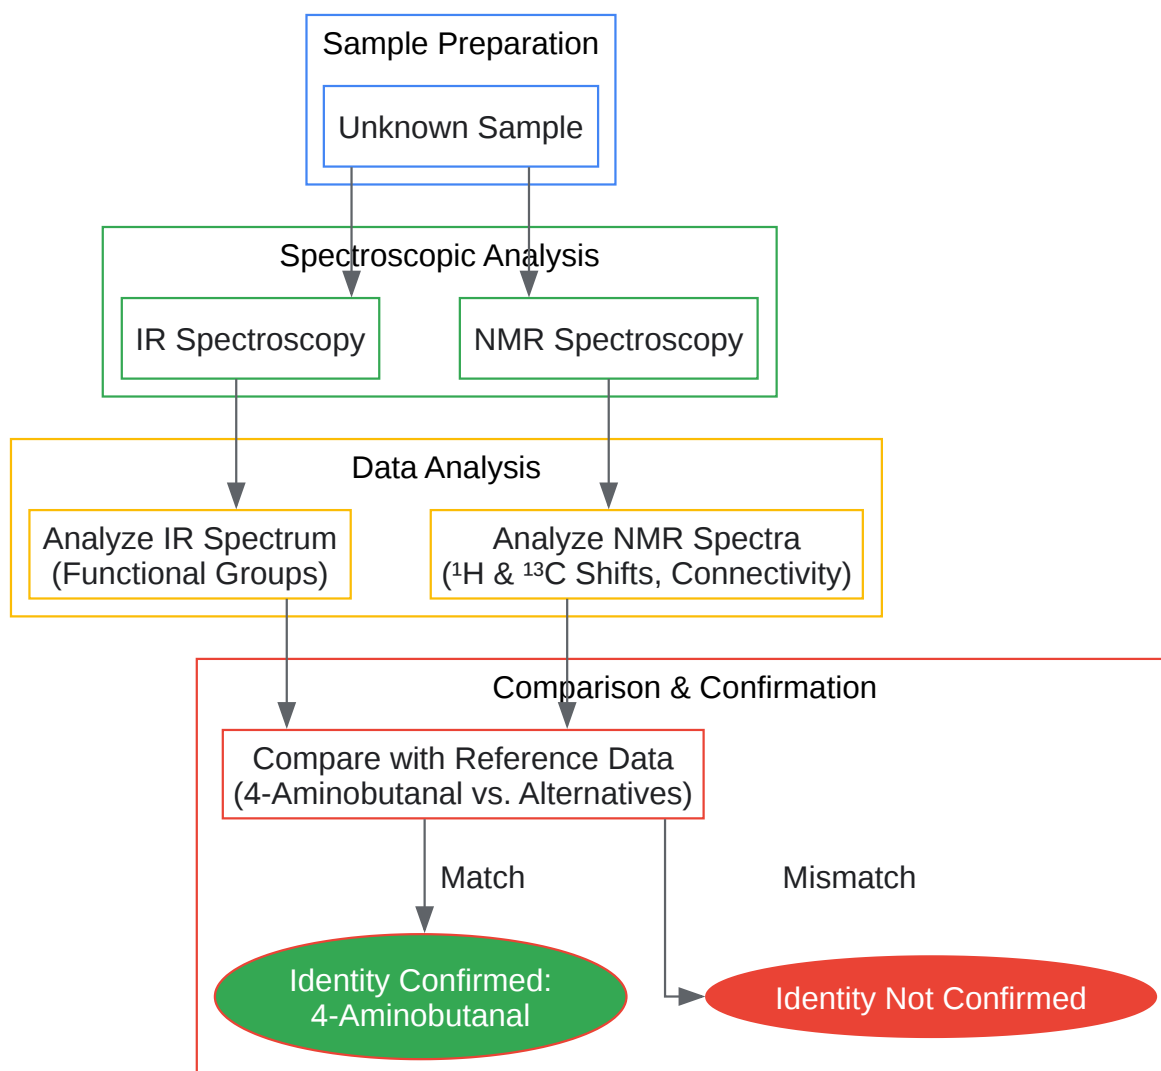 Sample Preparation
Unknown Sample
Spectroscopic Analysis
IR Spectroscopy
NMR Spectroscopy
Data Analysis
Analyze IR Spectrum
(Functional Groups)
Analyze NMR Spectra
(¹H & ¹³C Shifts, Connectivity)
Comparison & Confirmation
Compare with Reference Data
(4-Aminobutanal vs. Alternatives)
Match
Mismatch
Identity Confirmed:
4-Aminobutanal
Identity Not Confirmed